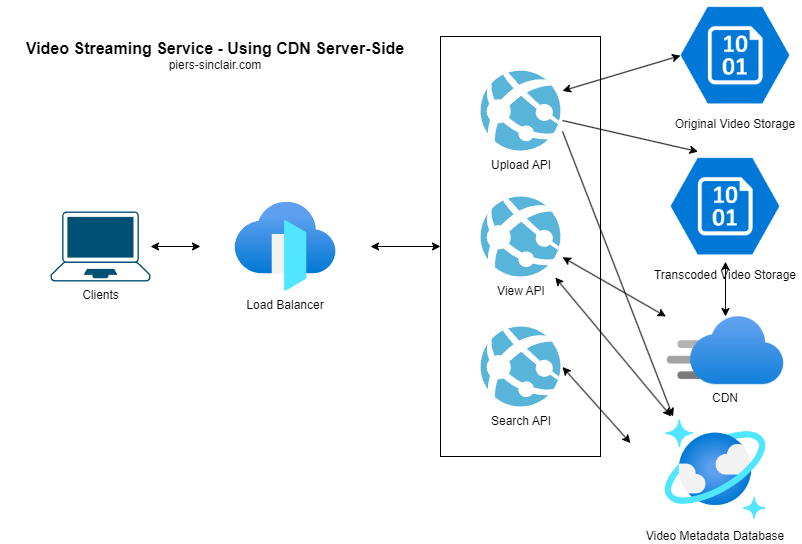 Video Streaming Service - Using CDN Server-Side
piers-sinclair.com
10
01
Original Video Storage
Upload API
10
01
Transcoded Video Storage
Clients
Load Balancer
View API
CDN
Search API
Video Metadata Database